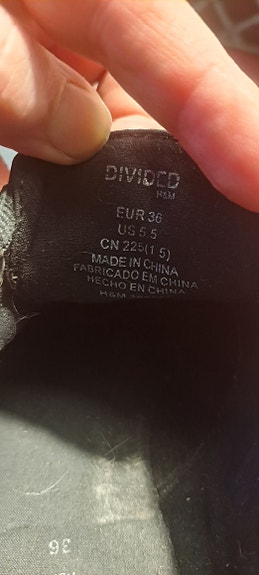 DIVIDED
H&M
EUR 36
US 5 5
CN 225(1 5)
MADE IN CHINA
FABRICADO EM CHINA
HECHO EN CHINA
H&M
36